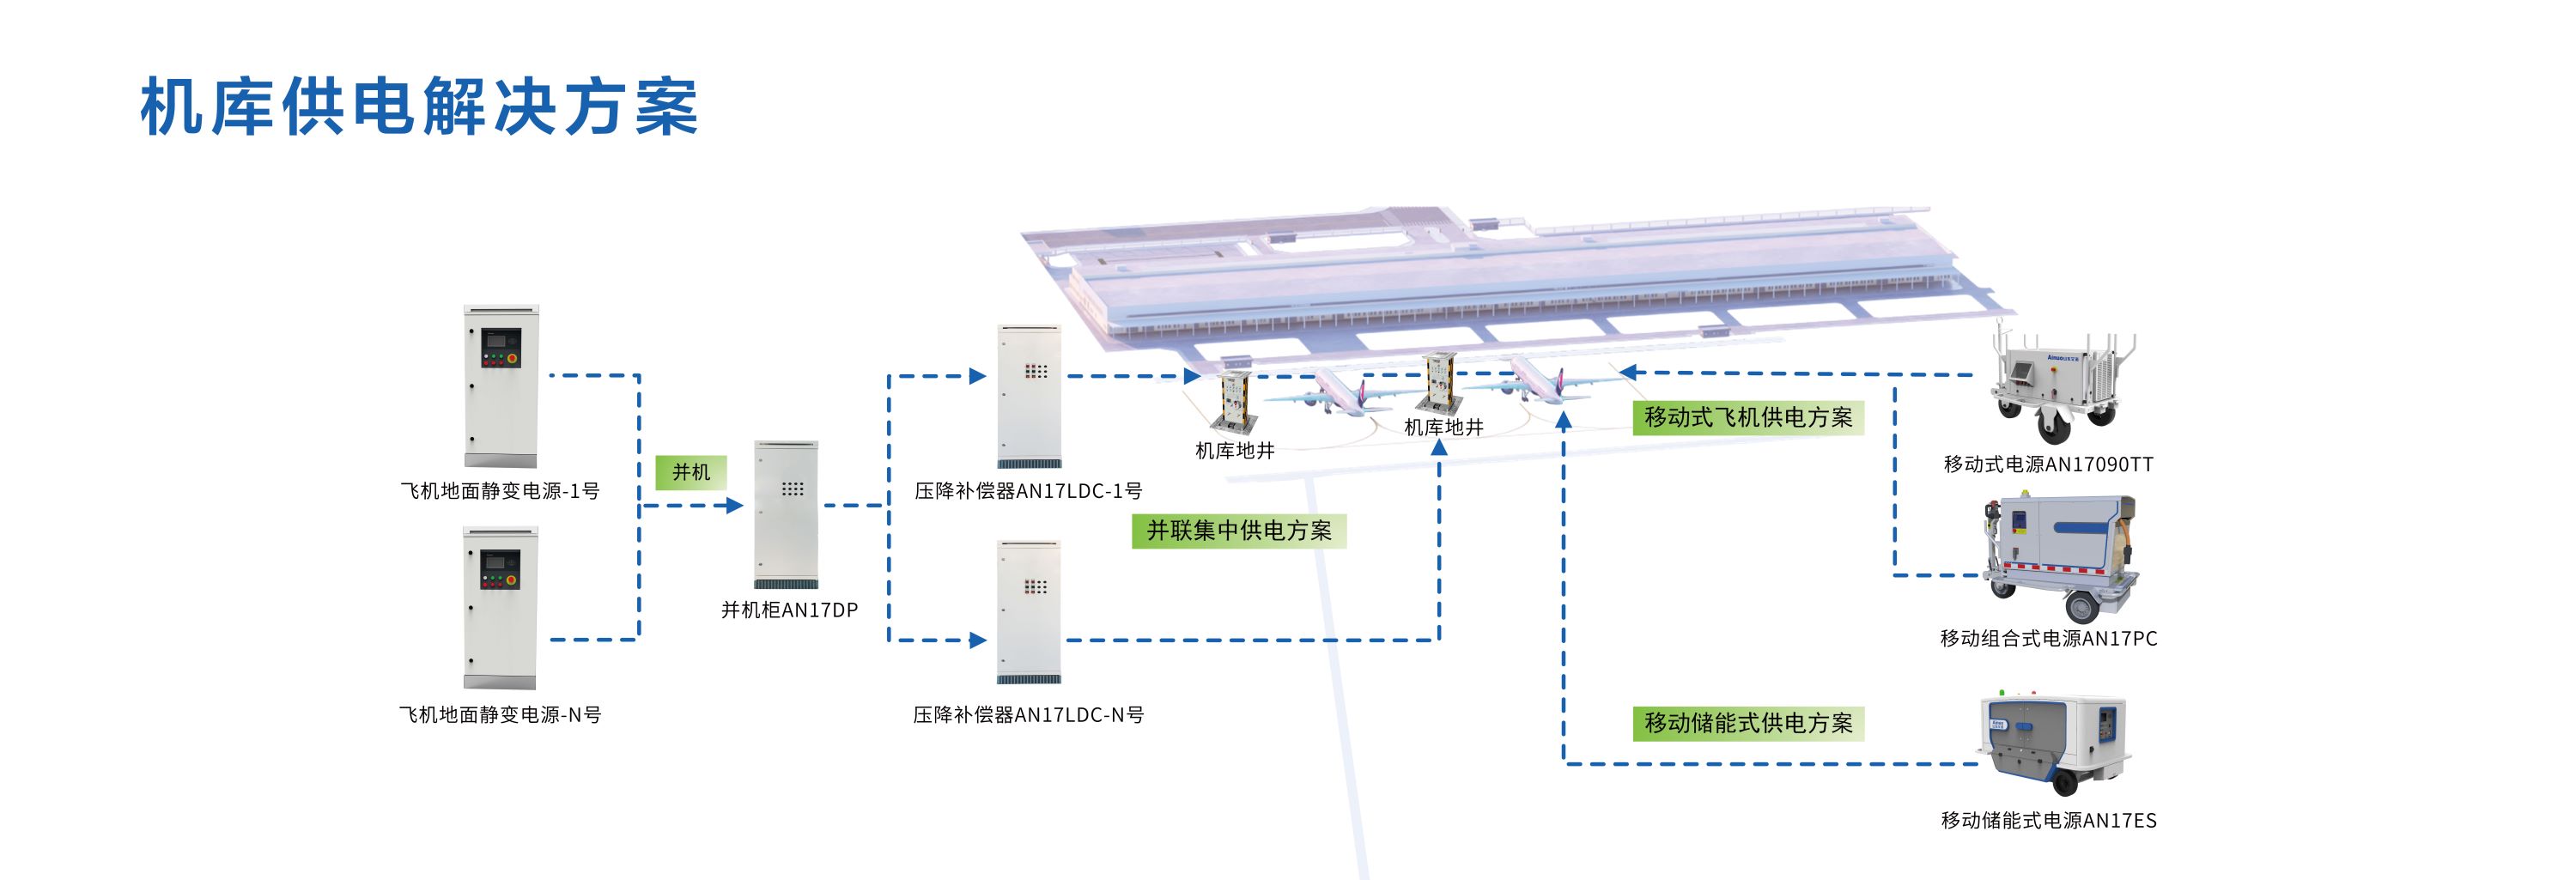 机库供电解决方案
飞机地面静变电源-1号
飞机地面静变电源-N号
并机
并机柜AN17DP
压降补偿器AN17LDC-1号
压降补偿器AN17LDC-N号
并联集中供电方案
机库地井
机库地井
移动式飞机供电方案
移动储能式供电方案
Ainuo
移动式电源AN17090TT
移动组合式电源AN17PC
移动储能式电源AN17ES